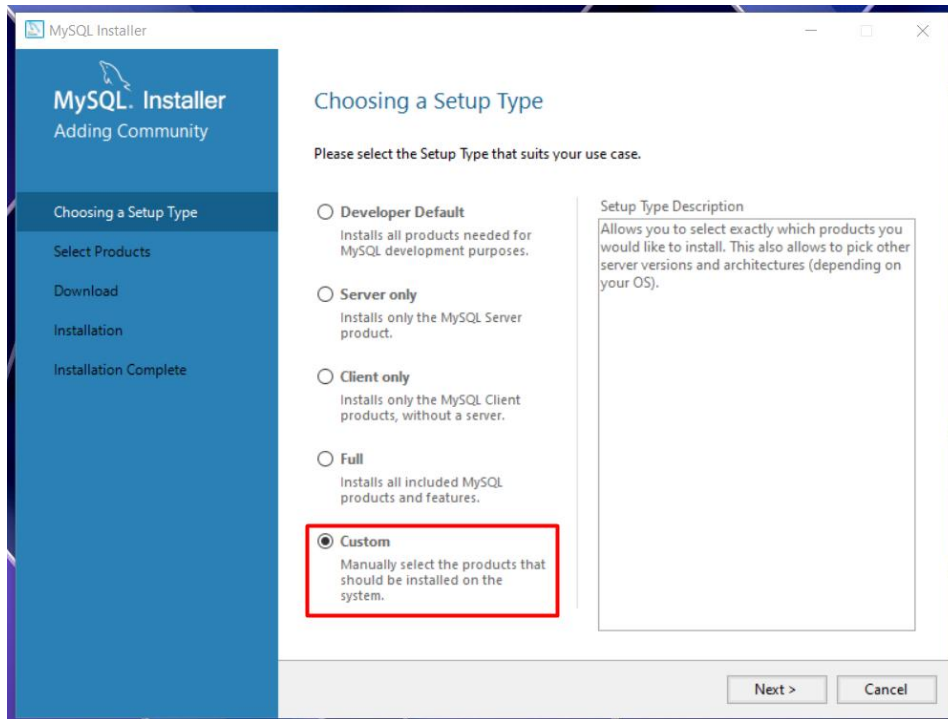 MySQL Installer
MySQL. Installer
Adding Community
Choosing a Setup Type
Select Products
Download
Installation
Installation Complete
Choosing a Setup Type
Please select the Setup Type that suits your use case.
Developer Default
Installs all products needed for
MySQL development purposes.
Server only
Installs only the MySQL Server
product.
Client only
Installs only the MySQL Client
products, without a server.
Full
Installs all included MySQL
products and features.
Custom
Manually select the products that
should be installed on the
system.
Setup Type Description
Allows you to select exactly which products you
would like to install. This also allows to pick other
server versions and architectures (depending on
your OS).
Next >
Cancel